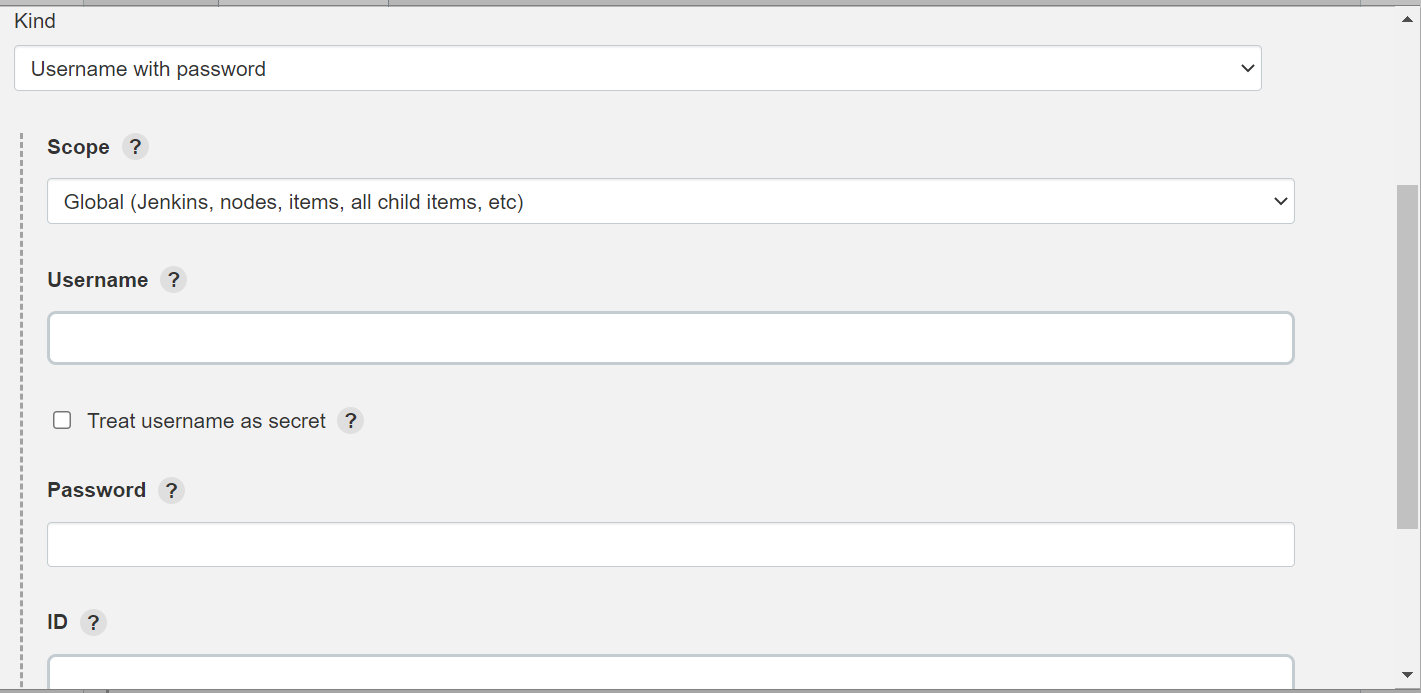 Kind
Username with password
Scope ?
Global (Jenkins, nodes, items, all child items, etc)
Username ?
Treat username as secret ?
Password ?
ID ?